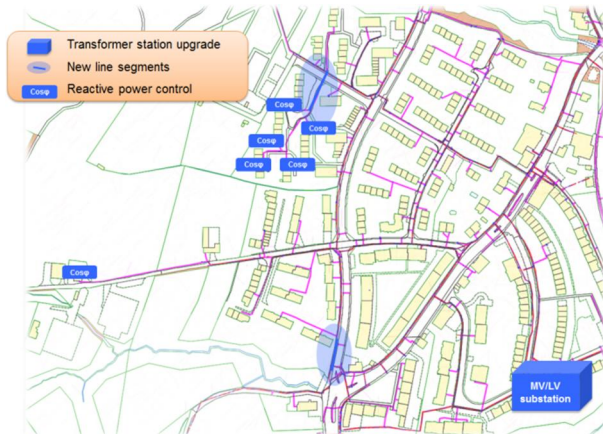 Transformer station upgrade
New line segments
Cosφ Reactive power control
Cosφ
Cosφ
Cosφ
Cosφ Cosφ
Cosφ
MV/LV
substation